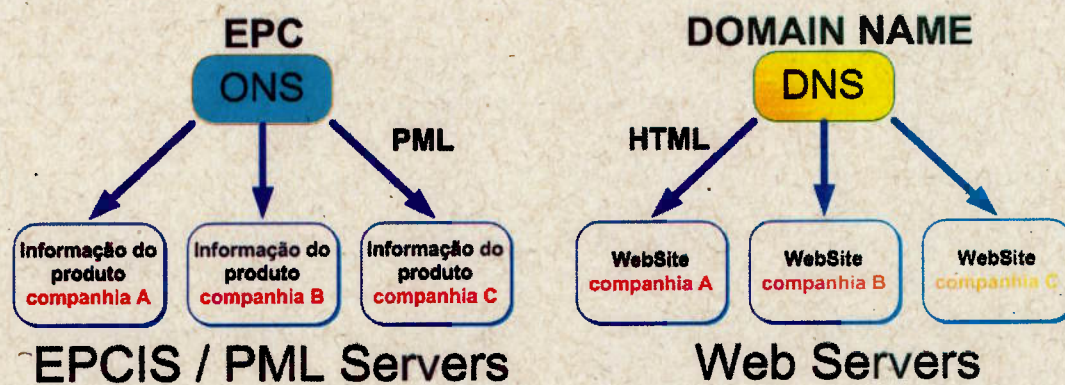 EPC
ONS
PML
Informação do
produto
companhia A
Informação do
produto
companhia B
Informação do
produto
companhia C
EPCIS / PML Servers
DOMAIN NAME
DNS
HTML
WebSite
companhia A
WebSite
companhia B
WebSite
companhia C
Web Servers